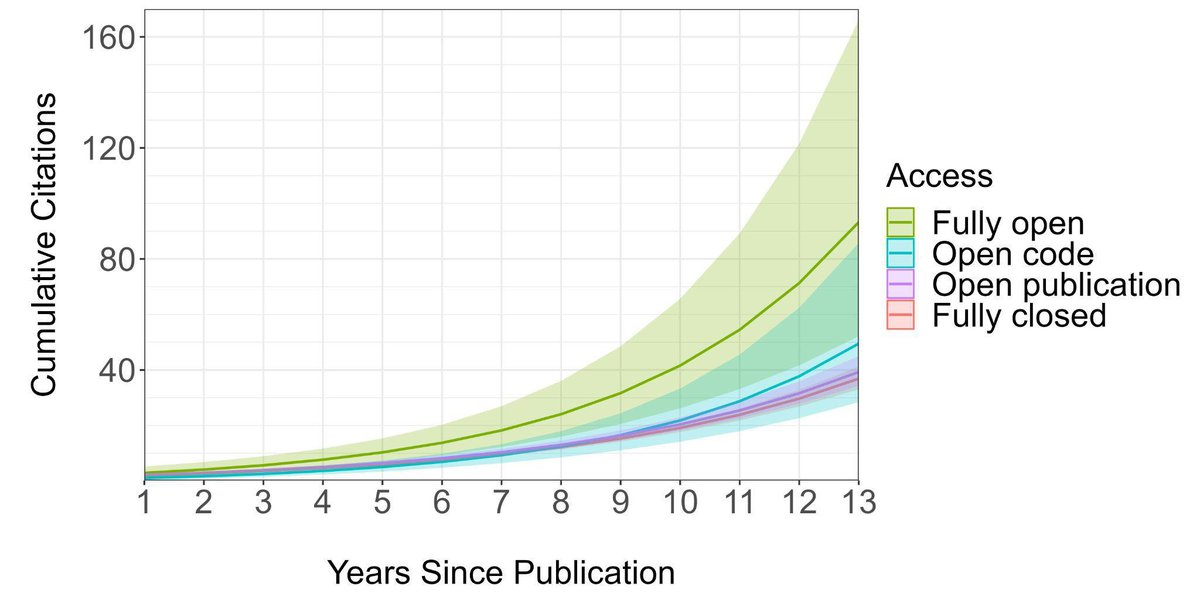 160
120
80
40
Cumulative Citations
1 2 3 4 5 6 7 8 9 10 11 12 13
Years Since Publication
Access
Fully open
Open code
Open publication
Fully closed